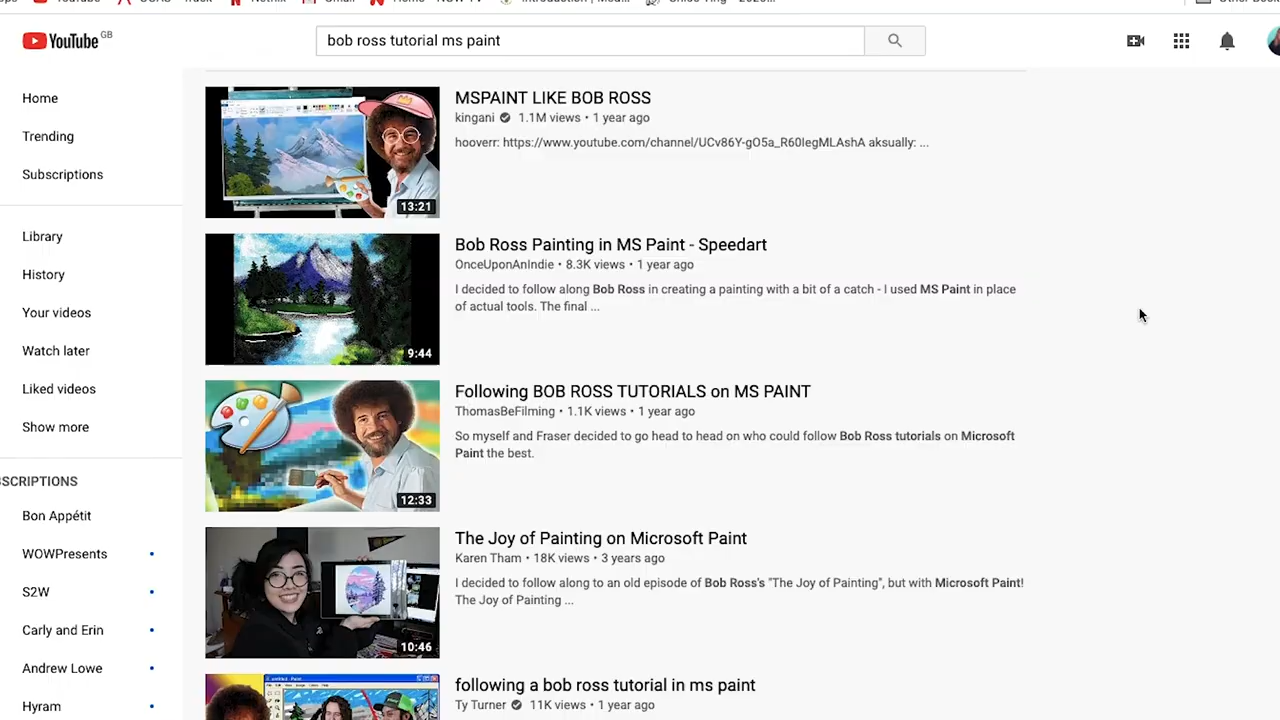 YouTube GB
bob ross tutorial ms paint
Home
Trending
Subscriptions
Library
History
Your videos
Watch later
Liked videos
Show more
SCRIPTIONS
Bon Appétit
WOWPresents
S2W
Carly and Erin
Andrew Lowe
Hyram
13:21
MSPAINT LIKE BOB ROSS
kingani 1.1M views • 1 year ago
hooverr: https://www.youtube.com/channel/UCv86Y-gO5a_R60IegMLAshA aksually: ...
9:44
Bob Ross Painting in MS Paint - Speedart
OnceUponAnIndie • 8.3K views • 1 year ago
I decided to follow along Bob Ross in creating a painting with a bit of a catch - I used MS Paint in place
of actual tools. The final ...
12:33
Following BOB ROSS TUTORIALS on MS PAINT
ThomasBeFilming • 1.1K views • 1 year ago
So myself and Fraser decided to go head to head on who could follow Bob Ross tutorials on Microsoft
Paint the best.
10:46
The Joy of Painting on Microsoft Paint
Karen Tham • 18K views • 3 years ago
I decided to follow along to an old episode of Bob Ross's "The Joy of Painting", but with Microsoft Paint!
The Joy of Painting ...
following a bob ross tutorial in ms paint
Ty Turner 11K views • 1 year ago